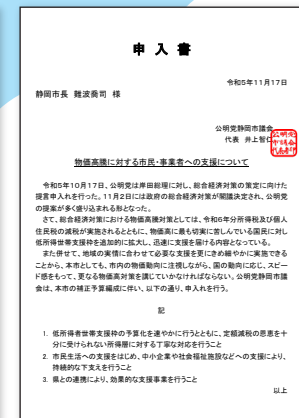 申 入 書
令和5年11月17日
静岡市長 難波喬司 様
公明党静岡市議会
代表 井上智仁
物価高騰に対する市民・事業者への支援について
令和5年10月17日、公明党は岸田総理に対し、総合経済対策の策定に向けた
提言申入れを行った。11月2日には政府の総合経済対策が閣議決定され、公明党
の提案が多く盛り込まれる形となった。
さて、総合経済対策における物価高騰対策としては、令和6年分所得税及び個人
住民税の減税が実施されるとともに、物価高に最も切実に苦しんでいる国民に対し
低所得世帯支援枠を追加的に拡大し、迅速に支援を届ける内容となっている。
また併せて、地域の実情に合わせて必要な支援を更にきめ細やかに実施できる
ことから、本市としても、市内の物価動向に注視しながら、国の動向に応じ、スピー
ド感をもって、更なる物価高対策を講じていかなければならない。公明党静岡市議
会は、本市の補正予算編成に伴い、以下の通り、申入れを行う。
記
1. 低所得者世帯支援枠の予算化を速やかに行うとともに、定額減税の恩恵を十
分に受けられない所得層に対する丁寧な対応を行うこと
2. 市民生活への支援をはじめ、中小企業や社会福祉施設などへの支援により、
持続的な下支えを行うこと
3. 県との連携により、効果的な支援事業を行うこと
以上